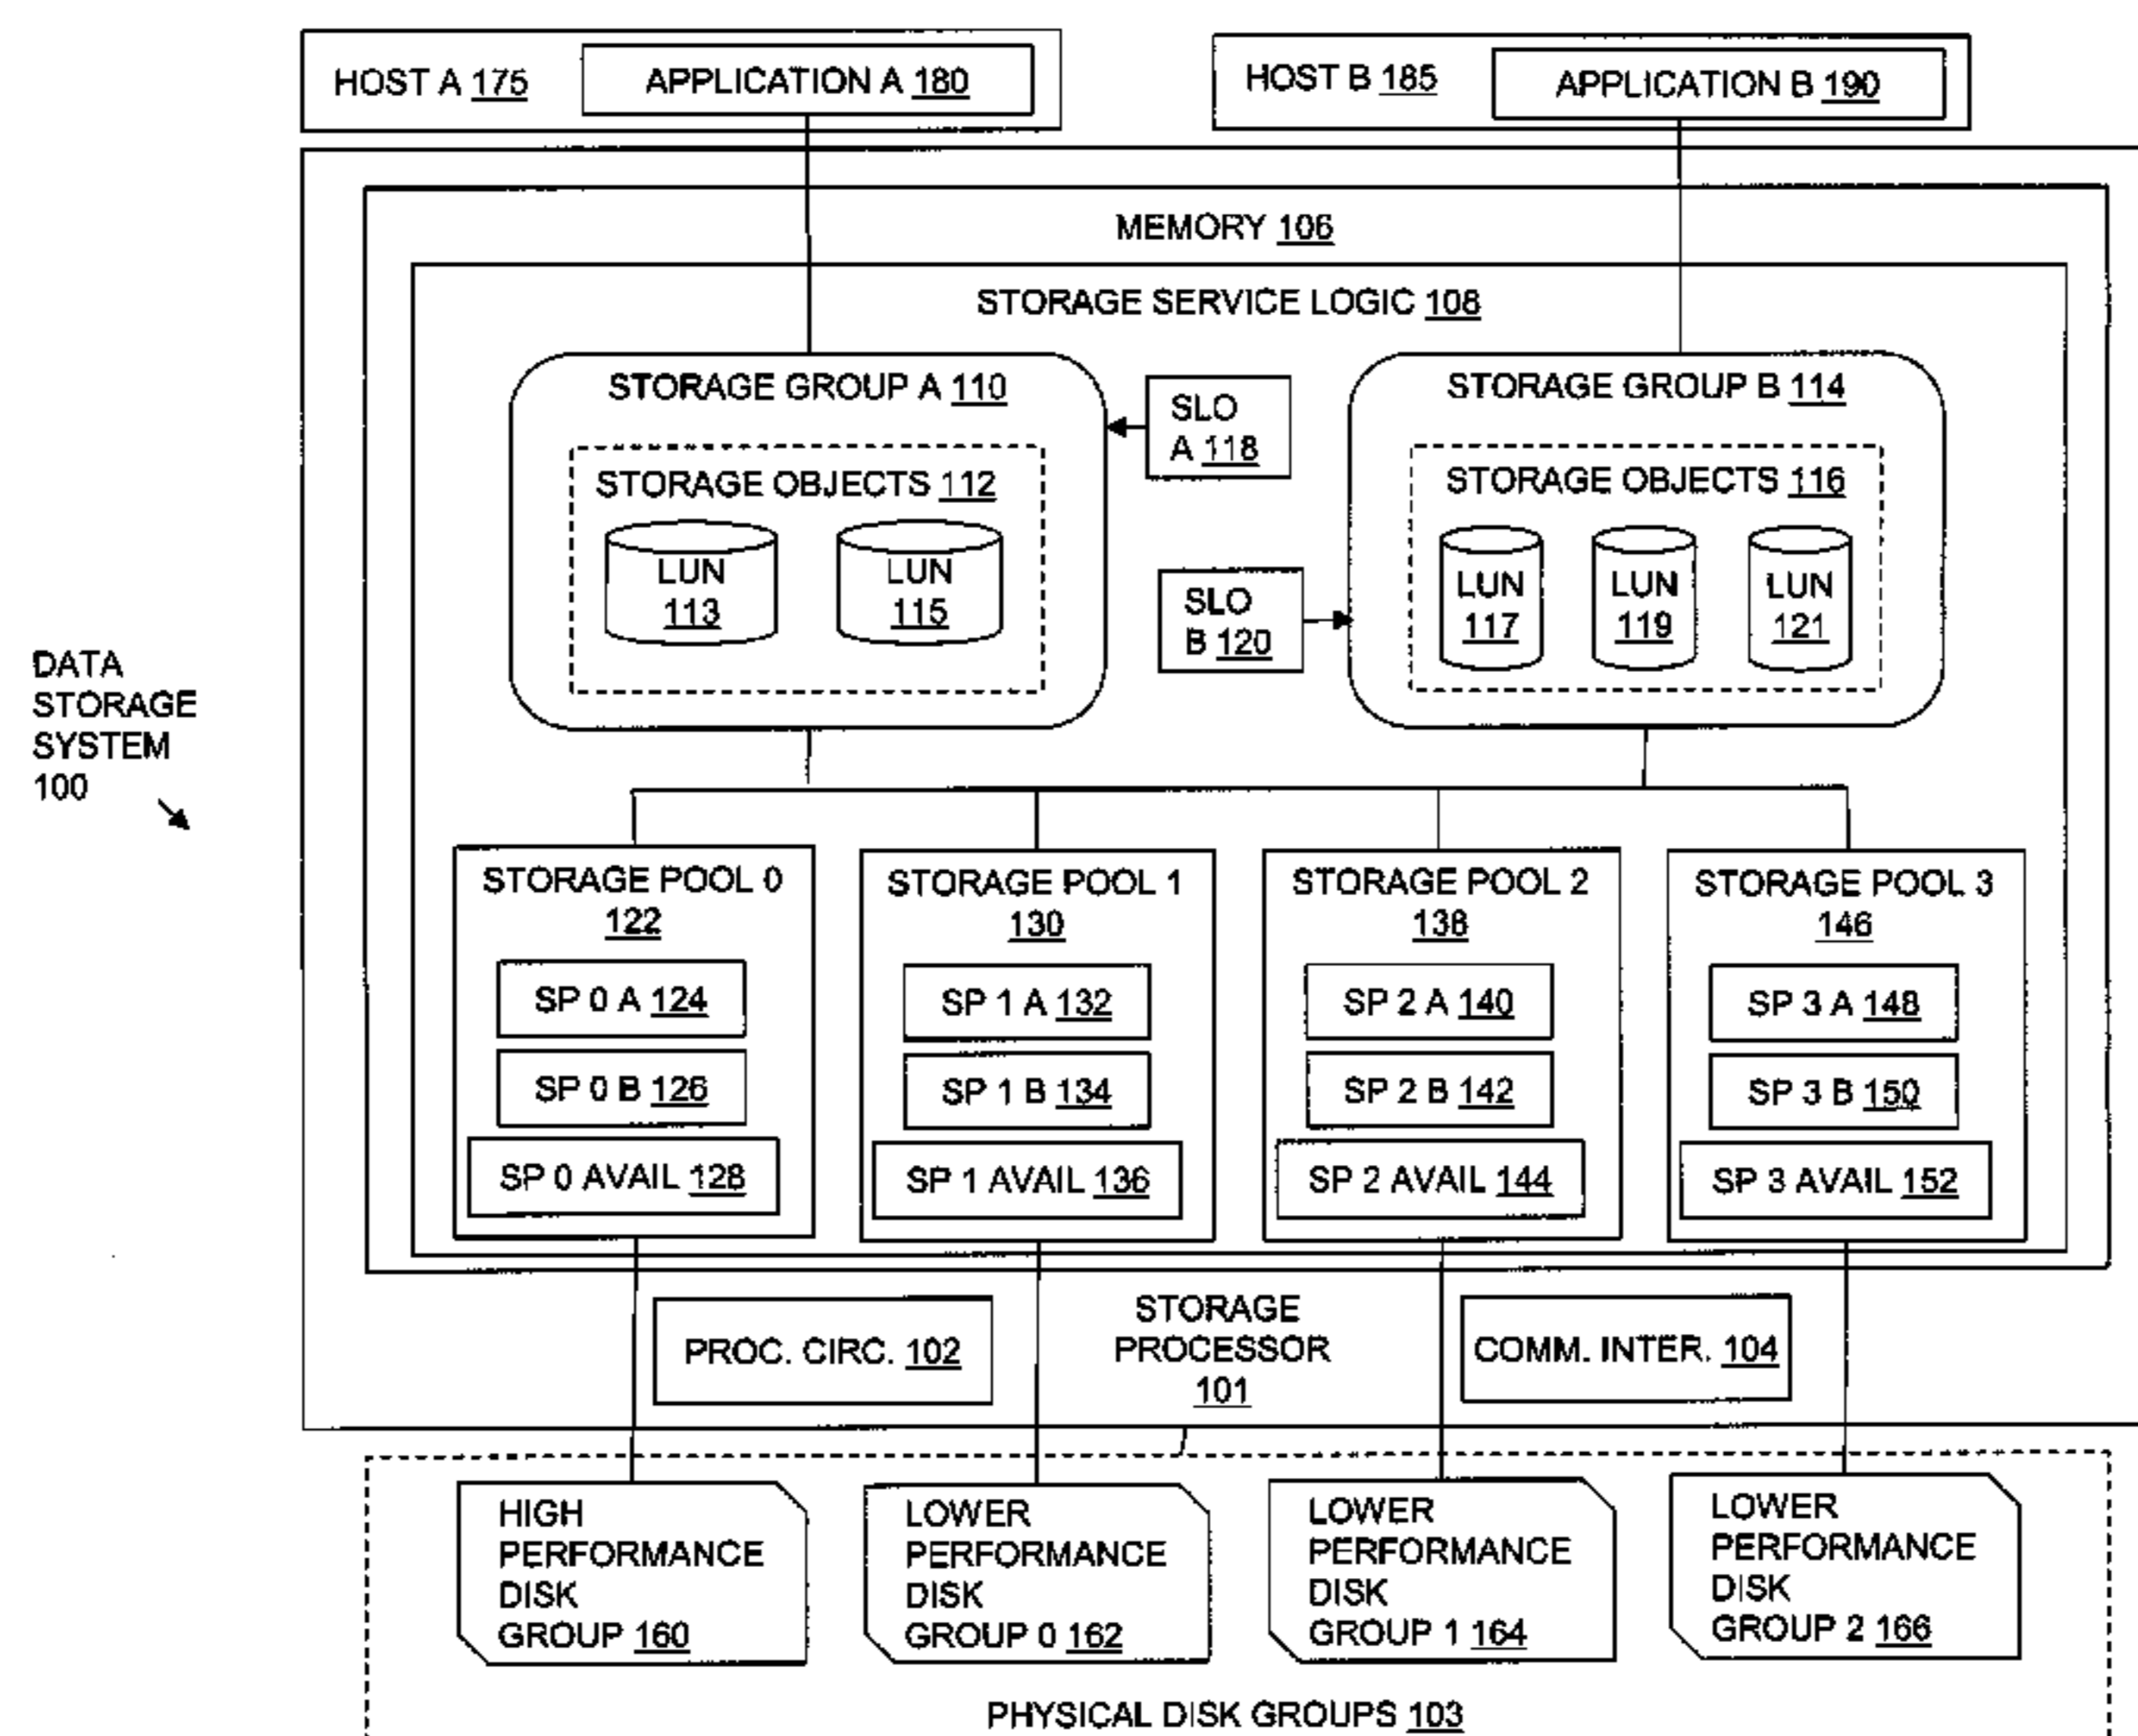 HOST A 175
APPLICATION A 180
HOST B 185
APPLICATION B 190
MEMORY 106
STORAGE SERVICE LOGIC 108
STORAGE GROUP A 110
STORAGE OBJECTS 112
LUN
113
LUN
115
SLO
A 118
SLO
B 120
STORAGE GROUP B 114
STORAGE OBJECTS 116
LUN
117
LUN
119
LUN
121
DATA
STORAGE
SYSTEM
100
STORAGE POOL 0
122
SP 0 A 124
SP 0 B 126
SP 0 AVAIL 128
STORAGE POOL 1
130
SP 1 A 132
SP 1 B 134
SP 1 AVAIL 136
STORAGE POOL 2
138
SP 2 A 140
SP 2 B 142
SP 2 AVAIL 144
STORAGE POOL 3
146
SP 3 A 148
SP 3 B 150
SP 3 AVAIL 152
PROC. CIRC. 102
STORAGE
PROCESSOR
101
COMM. INTER. 104
HIGH
PERFORMANCE
DISK
GROUP 160
LOWER
PERFORMANCE
DISK
GROUP 0 162
LOWER
PERFORMANCE
DISK
GROUP 1 164
LOWER
PERFORMANCE
DISK
GROUP 2 166
PHYSICAL DISK GROUPS 103